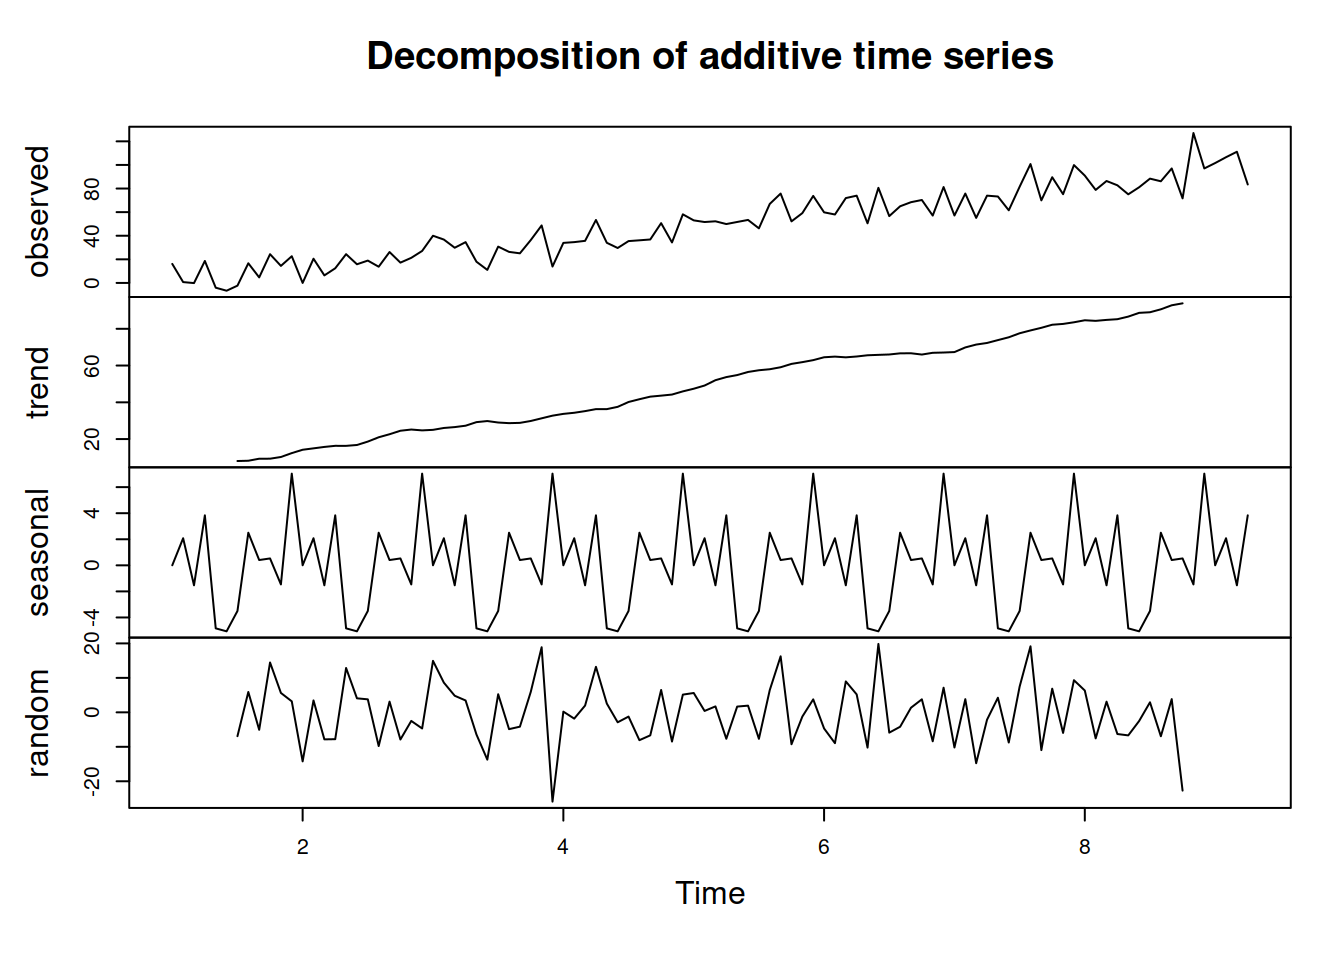 Decomposition of additive time series
observed
0 40 80
trend
20 60
seasonal
-4 0 4
random
-20 0 20
2 4 6 8
Time